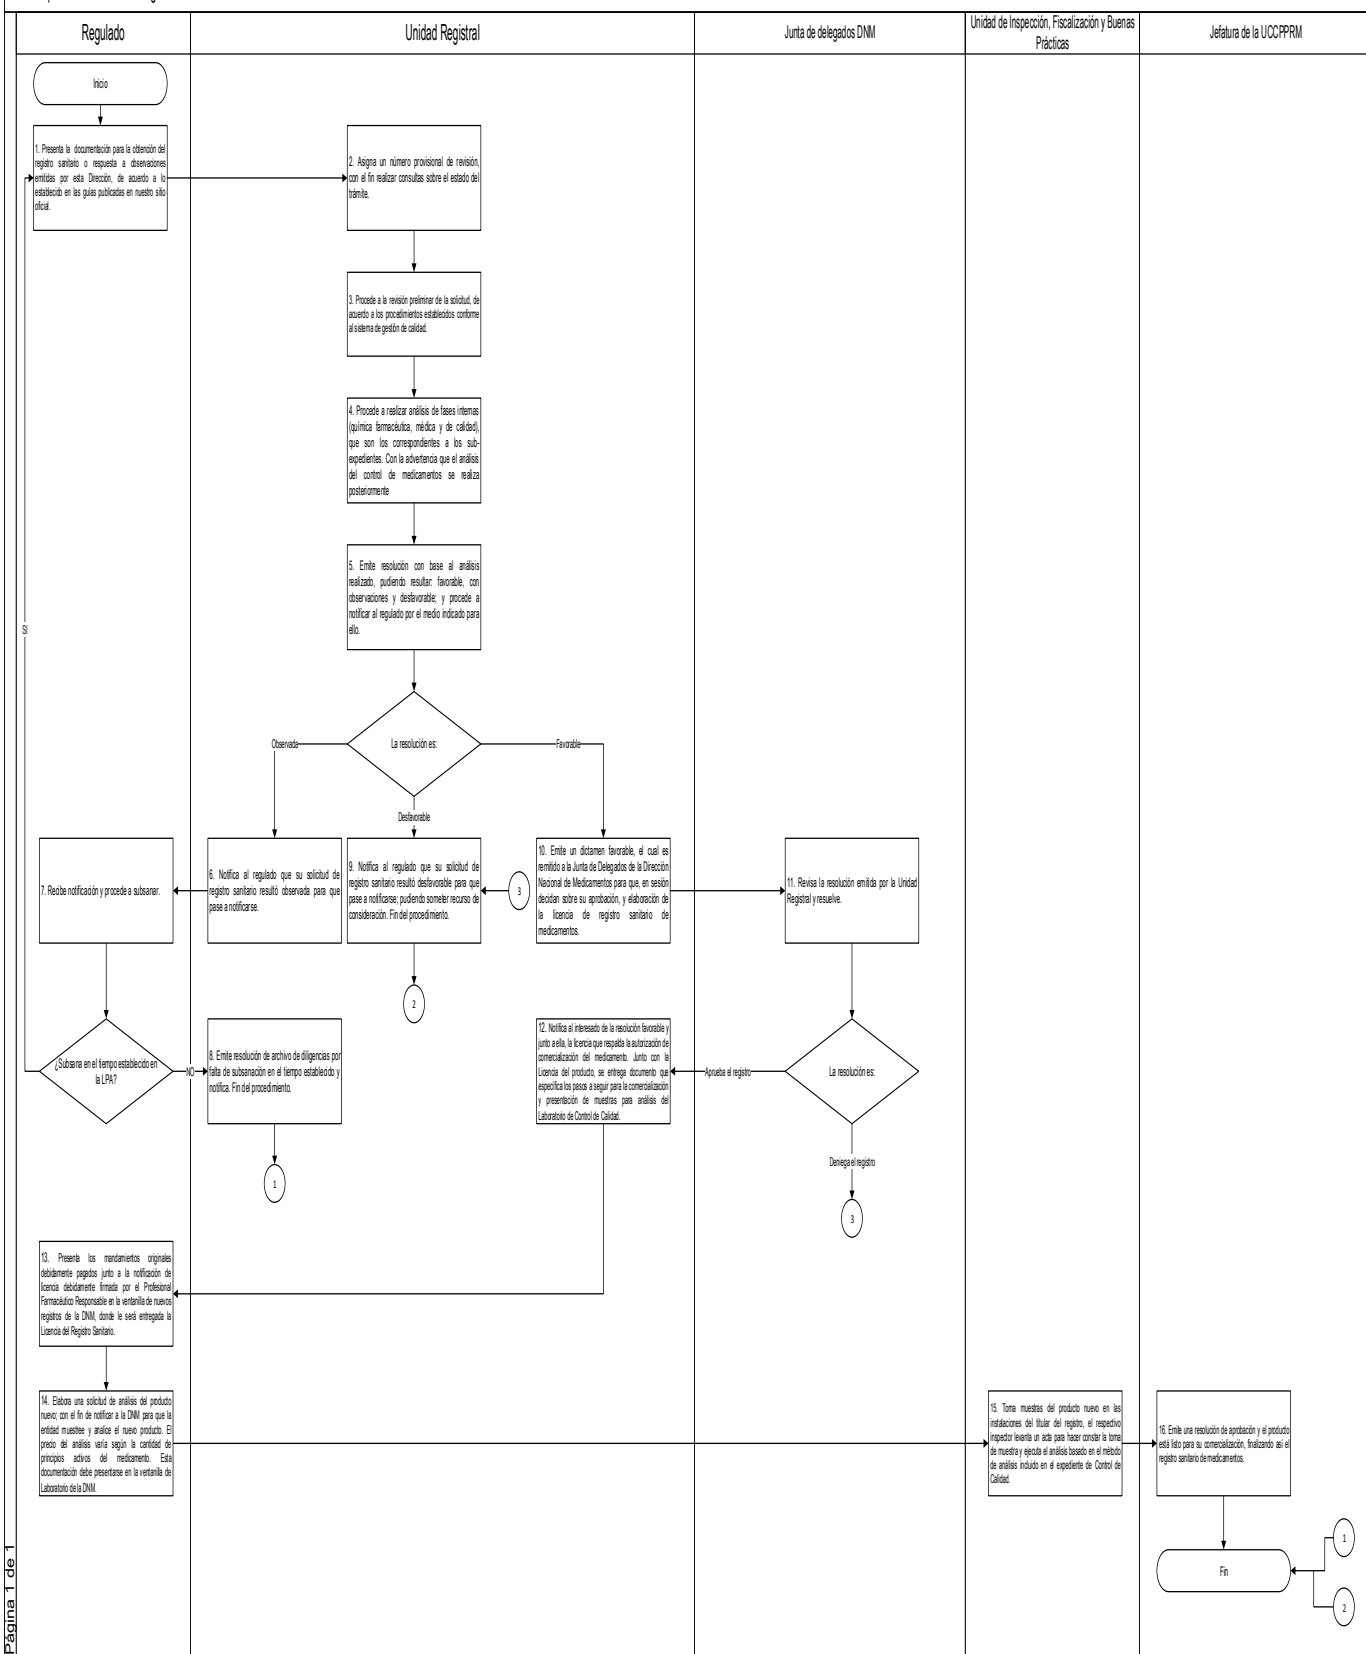 Regulado
Unidad Registral
Junta de delegados DNM
Unidad de Inspección, Fiscalización y Buenas
Prácticas
Jefatura de la UCCPPRM
Inicio
1. Presenta la documentación para la obtención del
registro sanitario o respuesta a observaciones
emitidas por esta Dirección, de acuerdo a lo
establecido en las guías publicadas en nuestro sitio
oficial.
2. Asigna un número provisional de revisión,
con el fin realizar consultas sobre el estado del
trámite.
3. Procede a la revisión preliminar de la solicitud, de
acuerdo a los procedimientos establecidos conforme
al sistema de gestión de calidad.
4. Procede a realizar análisis de fases internas
(química farmacéutica, médica y de calidad),
que son los correspondientes a los sub-
expedientes. Con la advertencia que el análisis
del control de medicamentos se realiza
posteriormente
5. Emite resolución con base al análisis
realizado, pudiendo resultar: favorable, con
observaciones y desfavorable; y procede a
notificar al regulado por el medio indicado para
ello.
SI
La resolución es:
Observada
Favorable
Desfavorable
7. Recibe notificación y procede a subsanar.
6. Notifica al regulado que su solicitud de
registro sanitario resultó observada para que
pase a notificarse.
9. Notifica al regulado que su solicitud de
registro sanitario resultó desfavorable para que
pase a notificarse; pudiendo someter recurso de
consideración. Fin del procedimiento.
3
10. Emite un dictamen favorable, el cual es
remitido a la Junta de Delegados de la Dirección
Nacional de Medicamentos para que, en sesión
decidan sobre su aprobación, y elaboración de
la licencia de registro sanitario de
medicamentos.
11. Revisa la resolución emitida por la Unidad
Registral y resuelve.
2
¿Subsana en el tiempo establecido en
la LPA?
NO
8. Emite resolución de archivo de diligencias por
falta de subsanación en el tiempo establecido y
notifica. Fin del procedimiento.
12. Notifica al interesado de la resolución favorable y
junto a ella, la licencia que respalda la autorización de
comercialización del medicamento. Junto con la
Licencia del producto, se entrega documento que
especifica los pasos a seguir para la comercialización
y presentación de muestras para análisis del
Laboratorio de Control de Calidad.
Aprueba el registro
La resolución es:
Deniega el registro
1
3
13. Presenta los mandamientos originales
debidamente pagados junto a la notificación de
licencia debidamente firmada por el Profesional
Farmacéutico Responsable en la ventanilla de nuevos
registros de la DNM, donde le será entregada la
Licencia del Registro Sanitario.
14. Elabora una solicitud de análisis del producto
nuevo; con el fin de notificar a la DNM para que la
entidad muestree y analice el nuevo producto. El
precio del análisis varía según la cantidad de
principios activos del medicamento. Esta
documentación debe presentarse en la ventanilla de
Laboratorio de la DNM.
15. Toma muestras del producto nuevo en las
instalaciones del titular del registro, el respectivo
inspector levanta un acta para hacer constar la toma
de muestra y ejecuta el análisis basado en el método
de análisis incluido en el expediente de Control de
Calidad.
16. Emite una resolución de aprobación y el producto
está listo para su comercialización, finalizando así el
registro sanitario de medicamentos.
Fin
1
2
Página 1 de 1